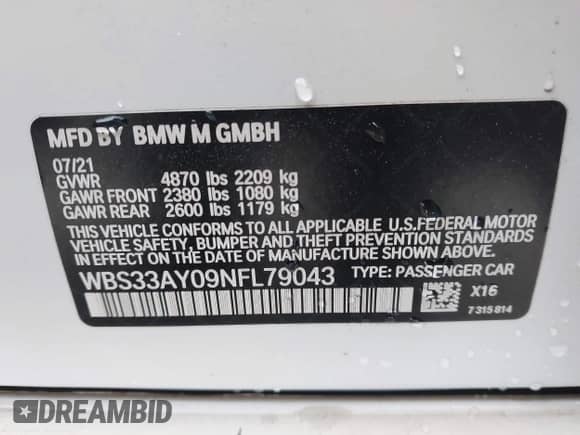 MFD BY BMW M GMBH
07/21
GVWR 4870 lbs 2209 kg
GAWR FRONT 2380 lbs 1080 kg
GAWR REAR 2600 lbs 1179 kg
THIS VEHICLE CONFORMS TO ALL APPLICABLE U.S.FEDERAL MOTOR
VEHICLE SAFETY, BUMPER AND THEFT PREVENTION STANDARDS
IN EFFECT ON THE DATE OF MANUFACTURE SHOWN ABOVE.
WBS33AY09NFL79043 TYPE: PASSENGER CAR
X16
7315814
DREAMBID